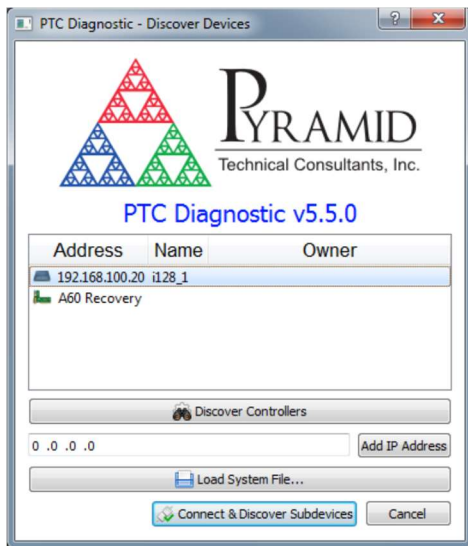 PTC Diagnostic - Discover Devices
?
PYRAMID
Technical Consultants, Inc.
PTC Diagnostic v5.5.0
Address Name Owner
192.168.100.20 i128_1
A60 Recovery
Discover Controllers
0 .0 .0 .0 Add IP Address
Load System File...
Connect & Discover Subdevices Cancel